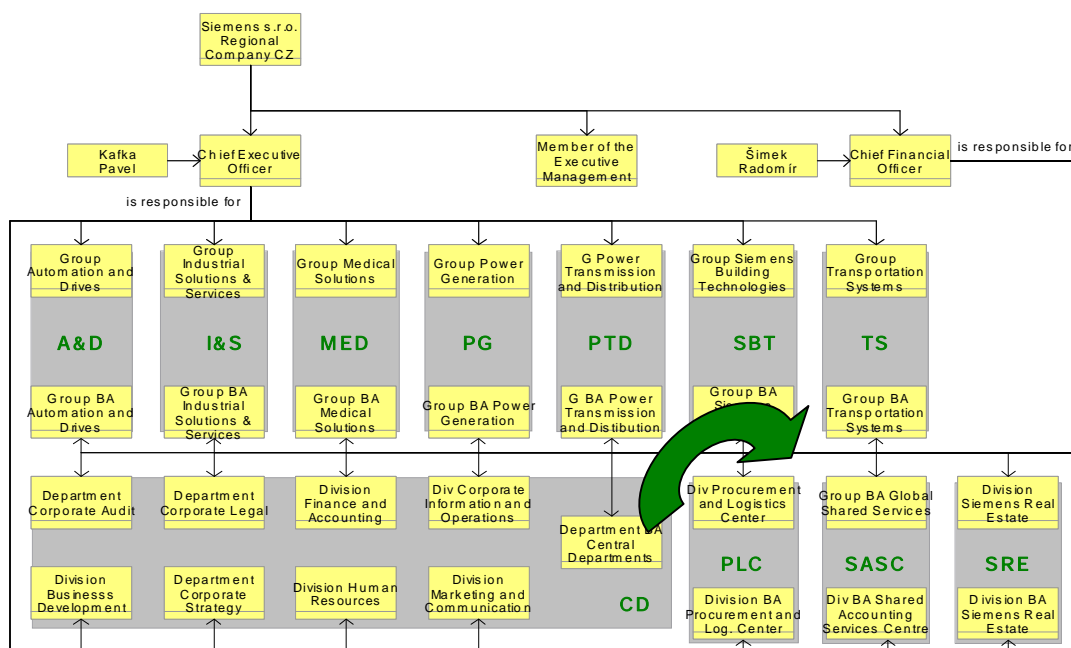 Siemens s.r.o.
Regional
Company CZ
Kafka
Pavel
Chief Executive
Officer
Member of the
Executive
Management
Šimek
Radomír
Chief Financial
Officer
is responsible for
is responsible for
Group
Automation and
Drives
Group
Industrial
Solutions &
Services
Group Medical
Solutions
Group Power
Generation
G Power
Transmission
and Distribution
Group Siemens
Building
Technologies
Group
Transportation
Systems
A&D
I&S
MED
PG
PTD
SBT
TS
Group BA
Automation and
Drives
Group BA
Industrial
Solutions &
Services
Group BA
Medical
Solutions
Group BA Power
Generation
G BA Power
Transmission
and Distibution
Group BA
Group BA
Transportation
Systems
Department
Corporate Audit
Department
Corporate Legal
Division
Finance and
Accounting
Div Corporate
Information and
Operations
Department BA
Central
Departments
Div Procurement
and Logistics
Center
Group BA Global
Shared Services
Division
Siemens Real
Estate
PLC
SASC
SRE
Division
Businesss
Development
Department
Corporate
Strategy
Division Human
Resources
Division
Marketing and
Communication
CD
Division BA
Procurement and
Log. Center
Div BA Shared
Accounting
Services Centre
Division BA
Siemens Real
Estate